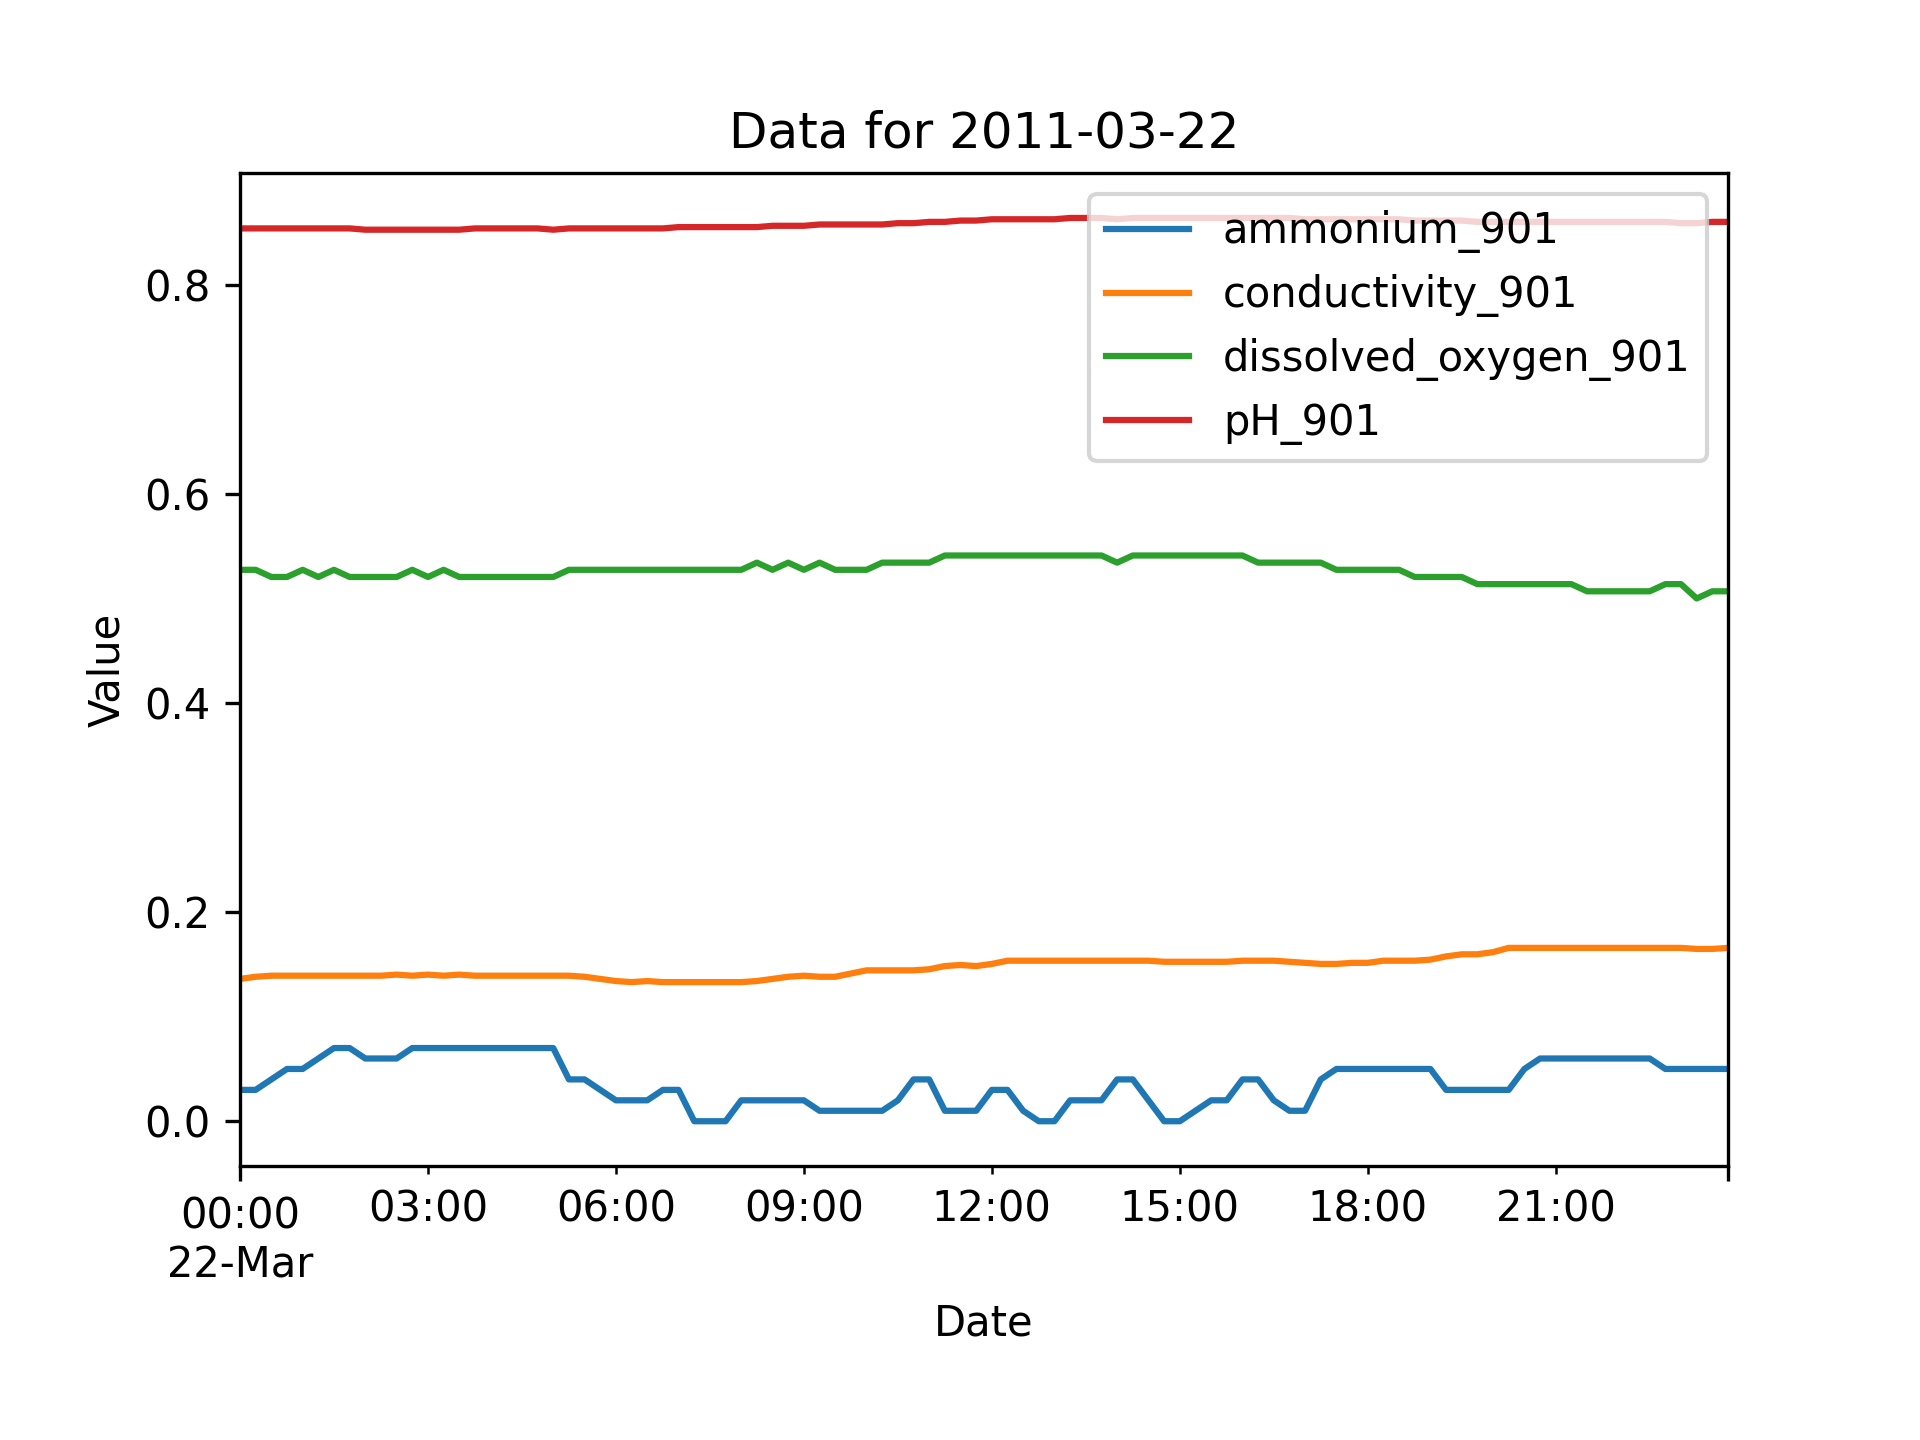 Data for 2011-03-22
ammonium_901
conductivity_901
dissolved_oxygen_901
pH_901
Value
0.8
0.6
0.4
0.2
0.0
00:00 03:00 06:00 09:00 12:00 15:00 18:00 21:00
22-Mar
Date